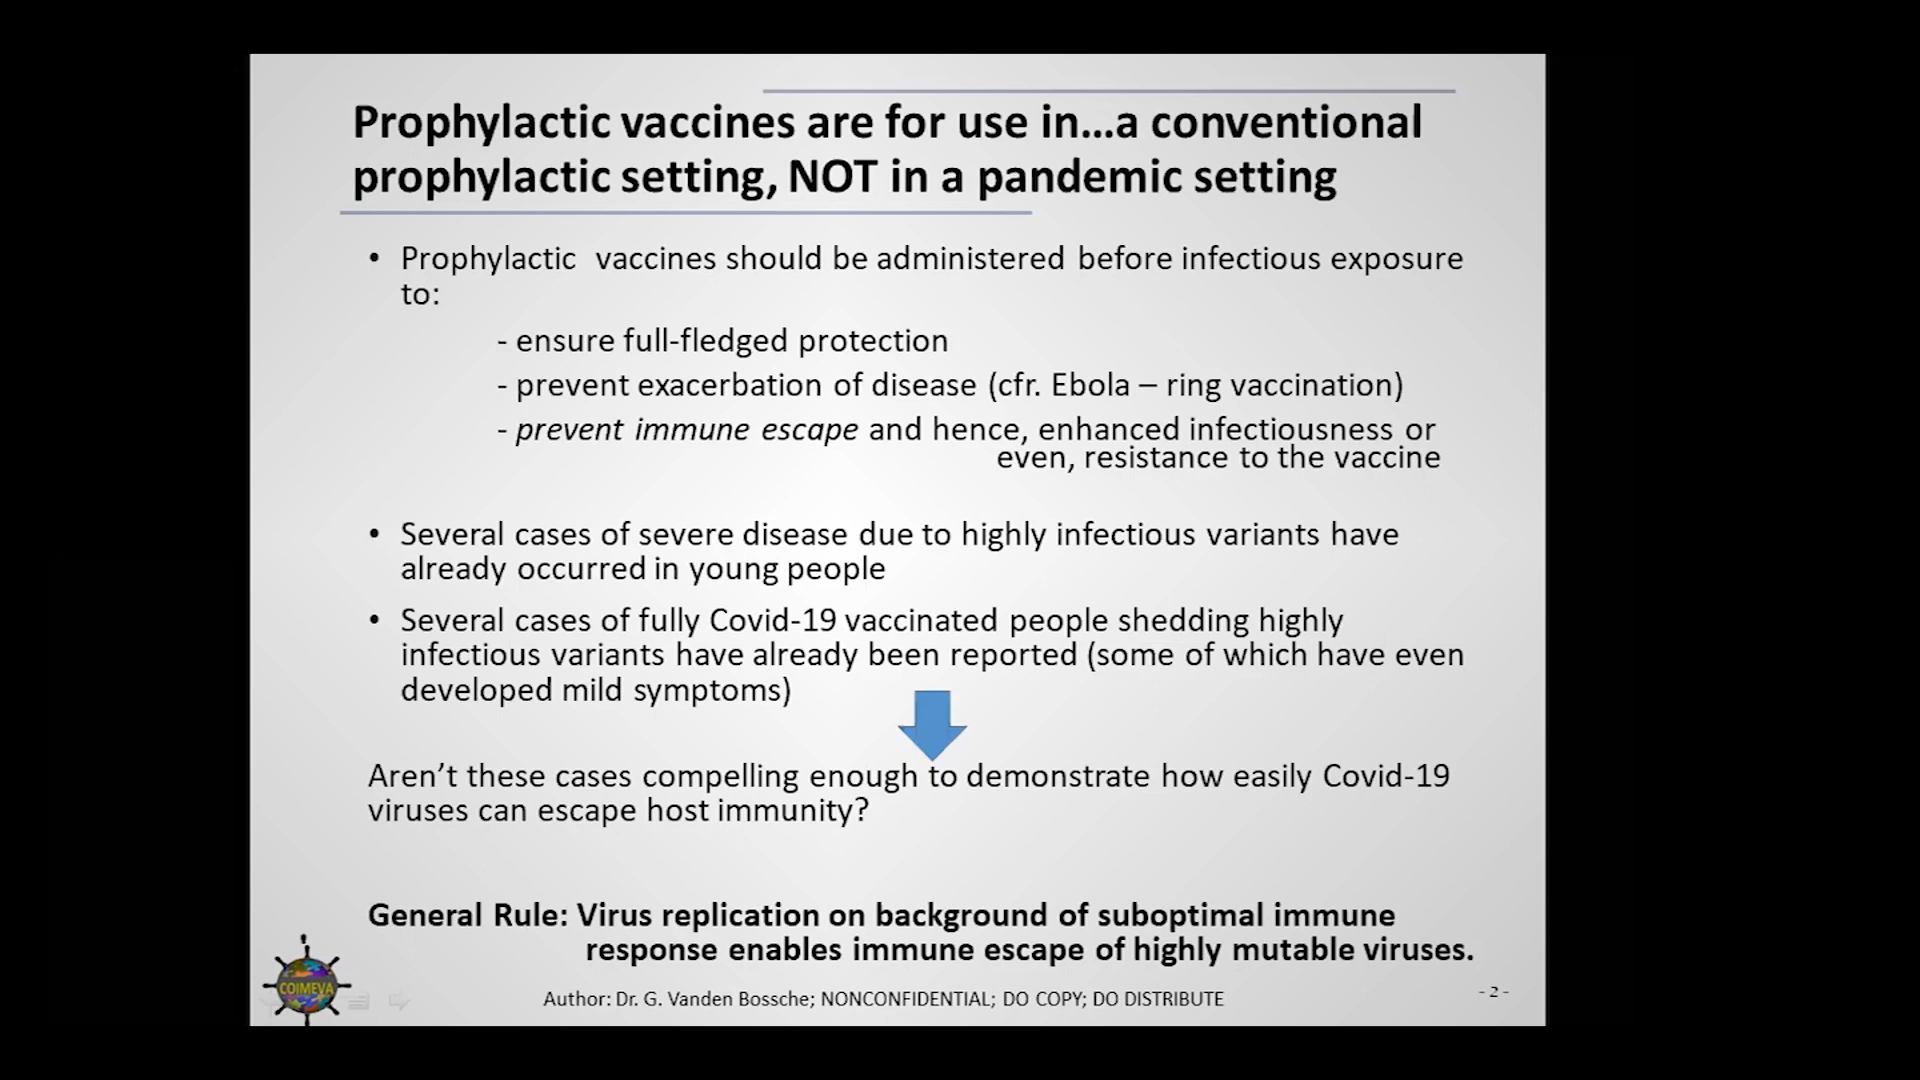 Prophylactic vaccines are for use in...a conventional
prophylactic setting, NOT in a pandemic setting
• Prophylactic vaccines should be administered before infectious exposure
to:
- ensure full-fledged protection
- prevent exacerbation of disease (cfr. Ebola – ring vaccination)
- prevent immune escape and hence, enhanced infectiousness or
even, resistance to the vaccine
• Several cases of severe disease due to highly infectious variants have
already occurred in young people
• Several cases of fully Covid-19 vaccinated people shedding highly
infectious variants have already been reported (some of which have even
developed mild symptoms)
Aren't these cases compelling enough to demonstrate how easily Covid-19
viruses can escape host immunity?
General Rule: Virus replication on background of suboptimal immune
response enables immune escape of highly mutable viruses.
COIMEVA
Author: Dr. G. Vanden Bossche; NONCONFIDENTIAL; DO COPY; DO DISTRIBUTE
- 2 -